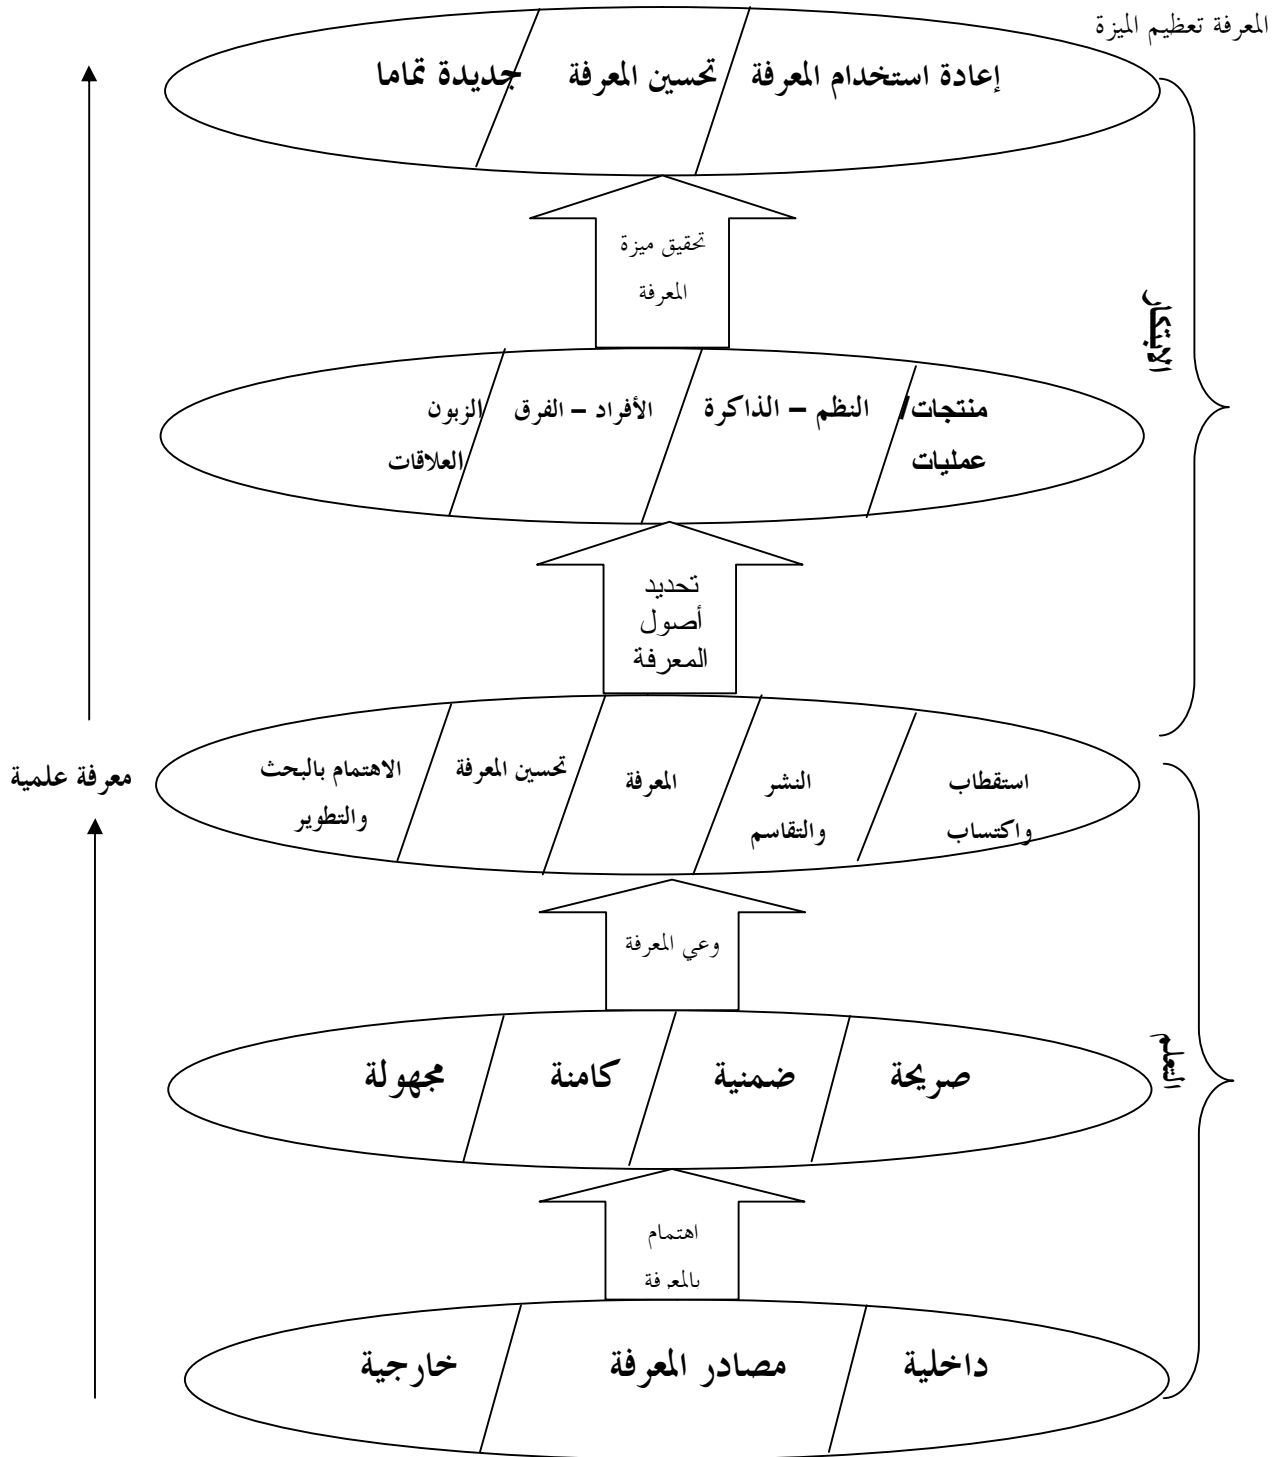 المعرفة تعظيم الميزة
إعادة استخدام المعرفة
تحسين المعرفة
جديدة تماما
تحقيق ميزة
المعرفة
الابتكار
منتجات/
عمليات
النظم – الذاكرة
الأفراد – الفرق
الزبون
العلاقات
تحديد
أصول
المعرفة
استقطاب
واكتساب
النشر
والتقاسم
المعرفة
تحسين المعرفة
الاهتمام بالبحث
والتطوير
معرفة علمية
وعي المعرفة
التعلم
صريحة
ضمنية
كامنة
مجهولة
اهتمام
بالمعرفة
داخلية
مصادر المعرفة
خارجية